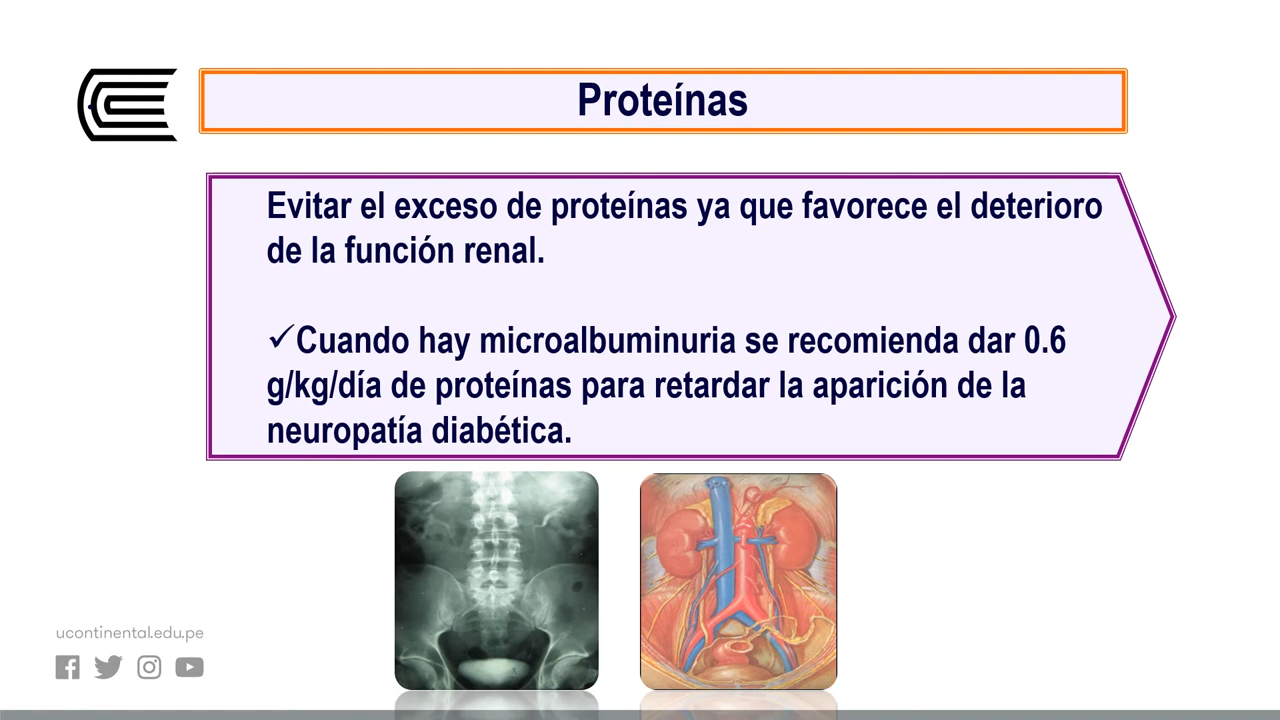 Proteínas
Evitar el exceso de proteínas ya que favorece el deterioro
de la función renal.
✓Cuando hay microalbuminuria se recomienda dar 0.6
g/kg/día de proteínas para retardar la aparición de la
neuropatía diabética.
ucontinental.edu.pe